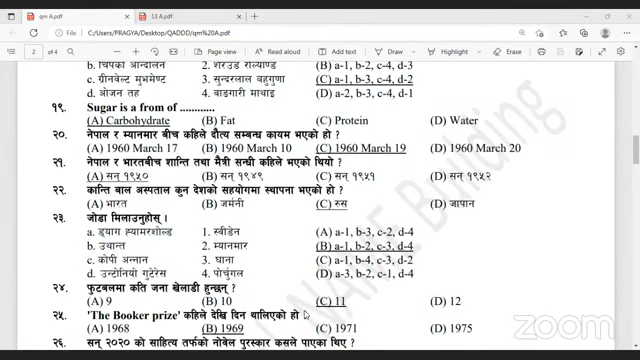 qm A.pdf
13 A.pdf
C:/Users/PRAGYA/Desktop/QADDD/qm%20A.pdf
2 of 4
Page view
Read aloud
Add text
Draw
Highlight
Erase
b. चिपको आन्दोलन 2. शेरउड रोल्याण्ड (B) a-1, b-2, c-4, d-3
c. ग्रीनवेल्ट मुभमेण्ट 3. सुन्दरलाल बहुगुणा (C) a-1, b-3, c-4, d-2
d. ओजन तह 4. वाङगारी माथाइ (D) a-2, b-3, c-4, d-1
१९. Sugar is a from of ............
(A) Carbohydrate (B) Fat (C) Protein (D) Water
२०. नेपाल र म्यानमार बीच कहिले दौत्य सम्बन्ध कायम भएको हो ?
(A) 1960 March 17 (B) 1960 March 10 (C) 1960 March 19 (D) 1960 March 20
२१. नेपाल र भारतबीच शान्ति तथा मैत्री सन्धी कहिले भएको थियो ?
(A) सन् १९५० (B) सन् १९४९ (C) सन् १९५१ (D) सन् १९५२
२२. कान्ति बाल अस्पताल कुन देशको सहयोगमा स्थापना भएको हो ?
(A) भारत (B) जर्मनी (C) रुस (D) जापान
२३. जोडा मिलाउनुहोस् ।
a. ड्याग ह्यामरशोल्ड 1. स्वीडेन (A) a-1, b-3, c-2, d-4
b. उथान्त 2. म्यानमार (B) a-1, b-2, c-3, d-4
c. कोपी अन्नान 3. घाना (C) a-1, b-4, c-3, d-2
d. उन्टोनियो गुटेरेस 4. पोर्चुगल (D) a-3, b-2, c-1, d-4
२४. फुटबलमा कति जना खेलाडी हुन्छन् ?
(A) 9 (B) 10 (C) 11 (D) 12
२५. 'The Booker prize' कहिले देखि दिन थालिएको हो
(A) 1968 (B) 1969 (C) 1971 (D) 1975
२६. सन् २०२० को साहित्य तर्फको नोवेल पुरस्कार कसले पाएका थिए ?
NAME Building
zoom